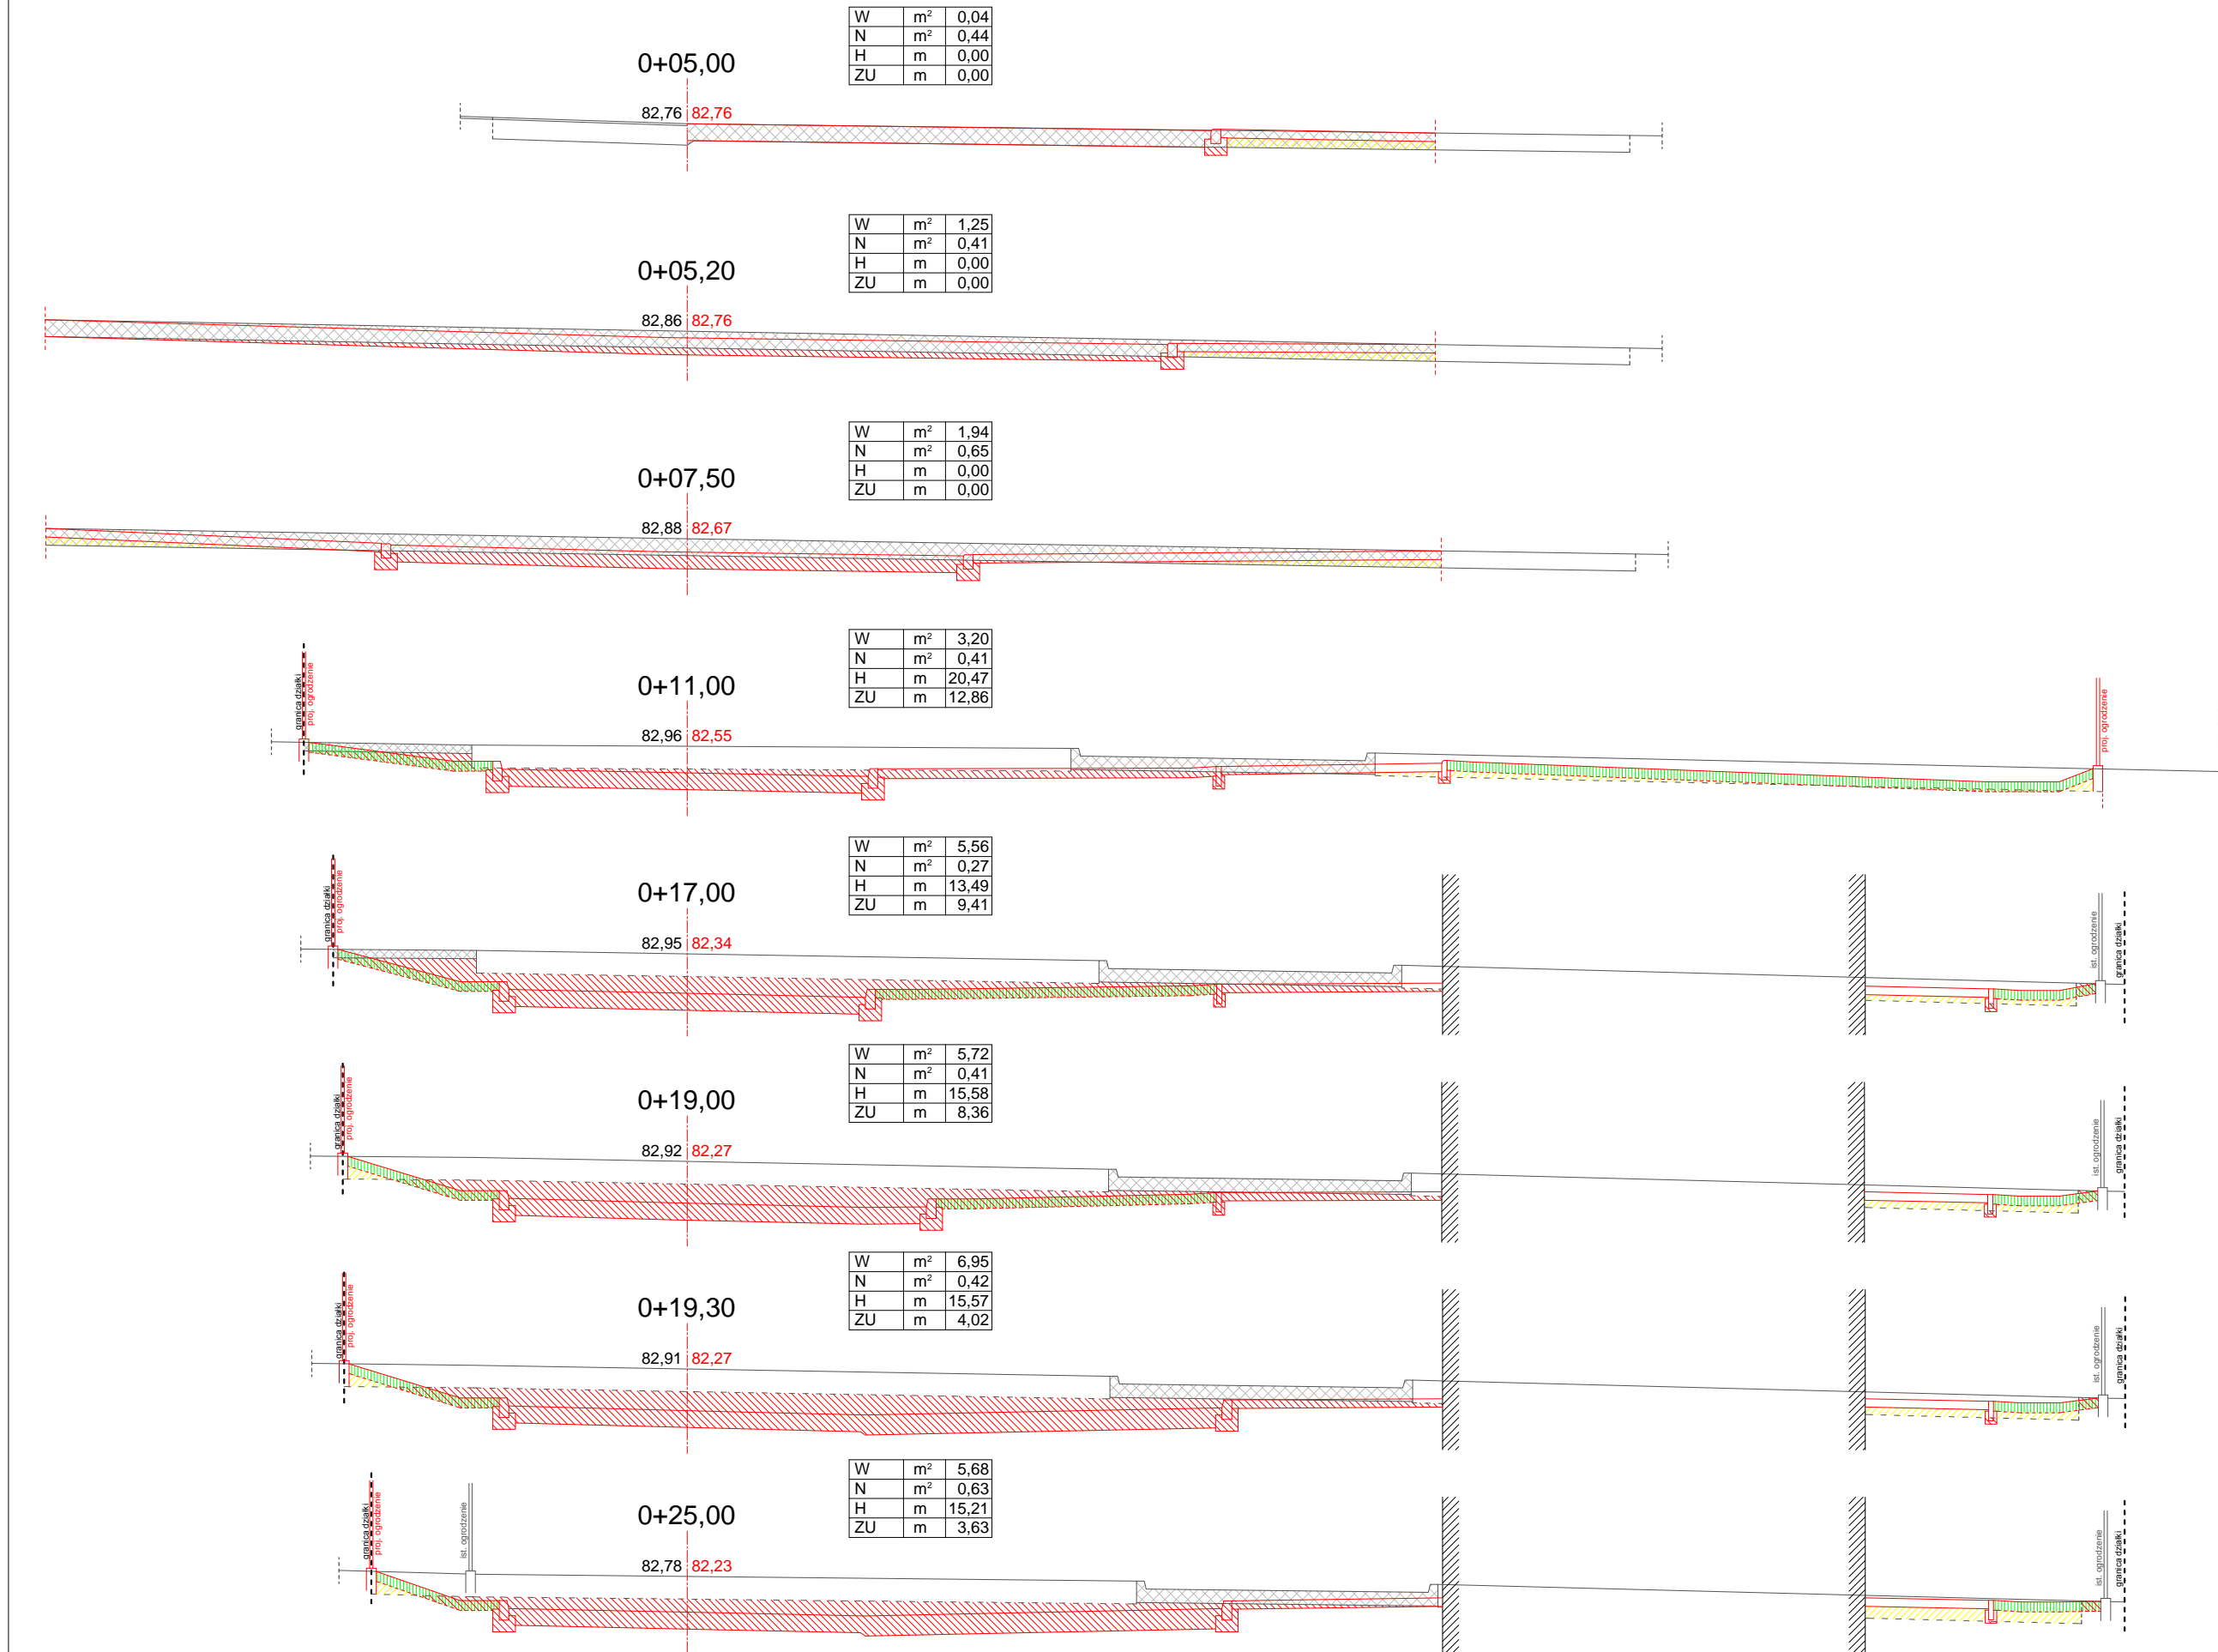 W m² 0,04
N m² 0,44
H m 0,00
ZU m 0,00
0+05,00
82,76 82,76
W m² 1,25
N m² 0,41
H m 0,00
ZU m 0,00
0+05,20
82,86 82,76
W m² 1,94
N m² 0,65
H m 0,00
ZU m 0,00
0+07,50
82,88 82,67
W m² 3,20
N m² 0,41
H m 20,47
ZU m 12,86
0+11,00
82,96 82,55
granica działki
proj. ogrodzenie
proj. ogrodzenie
W m² 5,56
N m² 0,27
H m 13,49
ZU m 9,41
0+17,00
82,95 82,34
granica działki
proj. ogrodzenie
ist. ogrodzenie
granica działki
W m² 5,72
N m² 0,41
H m 15,58
ZU m 8,36
0+19,00
82,92 82,27
granica działki
proj. ogrodzenie
ist. ogrodzenie
granica działki
W m² 6,95
N m² 0,42
H m 15,57
ZU m 4,02
0+19,30
82,91 82,27
granica działki
proj. ogrodzenie
ist. ogrodzenie
granica działki
W m² 5,68
N m² 0,63
H m 15,21
ZU m 3,63
0+25,00
82,78 82,23
granica działki
proj. ogrodzenie
ist. ogrodzenie
ist. ogrodzenie
granica działki